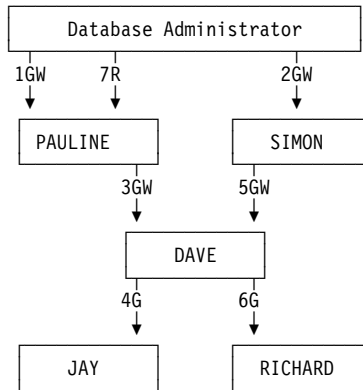 Database Administrator
1GW 7R 2GW
PAULINE SIMON
3GW 5GW
DAVE
4G 6G
JAY RICHARD